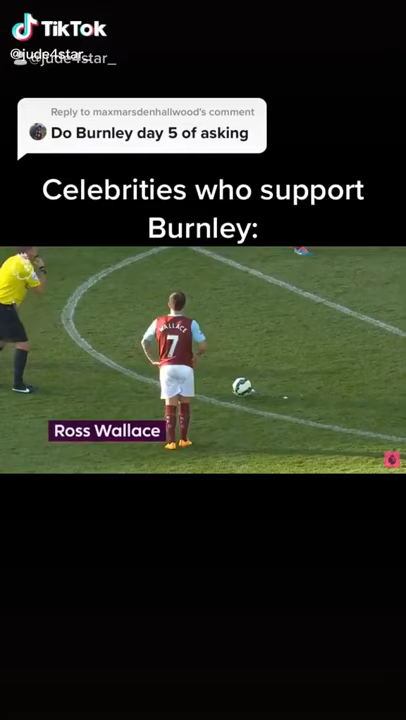 TikTok
@jude4star_
@jude4star_
Reply to maxmarsdenhallwood's comment
Do Burnley day 5 of asking
Celebrities who support
Burnley:
WALLACE
7
Ross Wallace